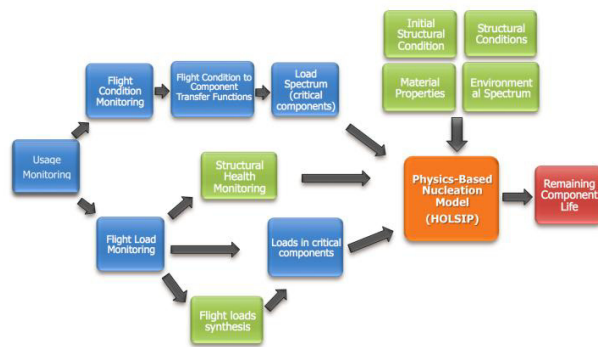 Initial
Structural
Condition
Structural
Conditions
Material
Properties
Environment
al Spectrum
Flight
Condition
Monitoring
Flight Condition to
Component
Transfer Functions
Load
Spectrum
(critical
components)
Usage
Monitoring
Structural
Health
Monitoring
Physics-Based
Nucleation
Model
(HOLSIP)
Remaining
Component
Life
Flight Load
Monitoring
Loads in critical
components
Flight loads
synthesis